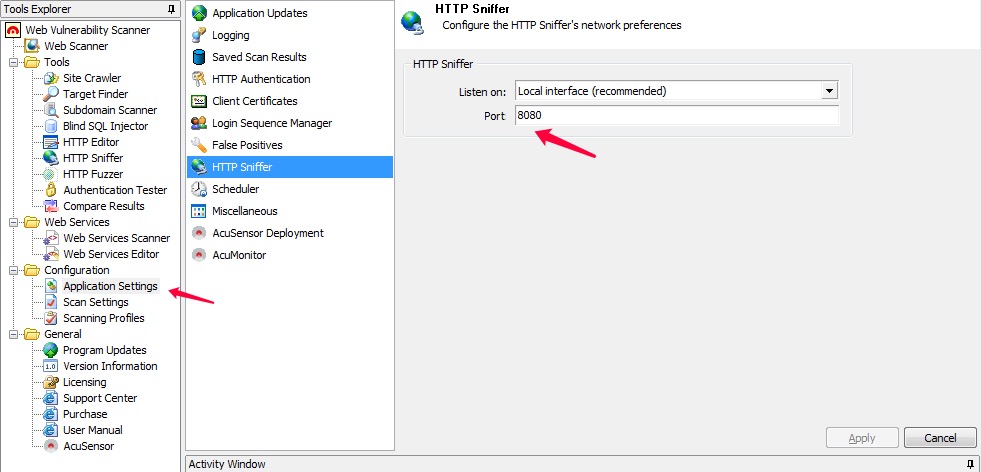 Tools Explorer
Web Vulnerability Scanner
Web Scanner
Tools
Site Crawler
Target Finder
Subdomain Scanner
Blind SQL Injector
HTTP Editor
HTTP Sniffer
HTTP Fuzzer
Authentication Tester
Compare Results
Web Services
Web Services Scanner
Web Services Editor
Configuration
Application Settings
Scan Settings
Scanning Profiles
General
Program Updates
1.0 Version Information
Licensing
Support Center
Purchase
User Manual
AcuSensor
Application Updates
Logging
Saved Scan Results
HTTP Authentication
Client Certificates
Login Sequence Manager
False Positives
HTTP Sniffer
Scheduler
Miscellaneous
AcuSensor Deployment
AcuMonitor
HTTP Sniffer
Configure the HTTP Sniffer's network preferences
HTTP Sniffer
Listen on: Local interface (recommended)
Port 8080
Apply Cancel
Activity Window